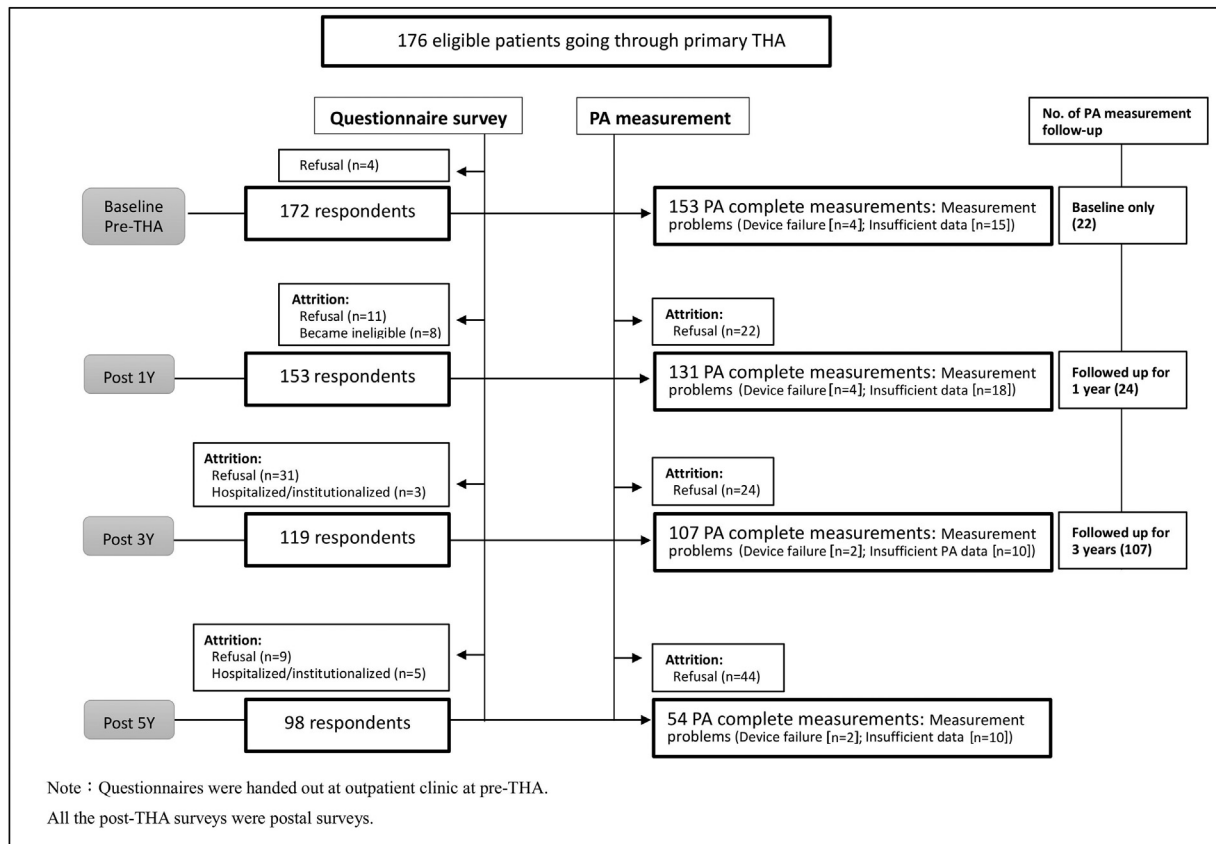 176 eligible patients going through primary THA
Questionnaire survey
PA measurement
No. of PA measurement
follow-up
Refusal (n=4)
Baseline
Pre-THA
172 respondents
153 PA complete measurements: Measurement
problems (Device failure [n=4]; Insufficient data [n=15])
Baseline only
(22)
Attrition:
Refusal (n=11)
Became ineligible (n=8)
Attrition:
Refusal (n=22)
Post 1Y
153 respondents
131 PA complete measurements: Measurement
problems (Device failure [n=4]; Insufficient data [n=18])
Followed up for
1 year (24)
Attrition:
Refusal (n=31)
Hospitalized/institutionalized (n=3)
Attrition:
Refusal (n=24)
Post 3Y
119 respondents
107 PA complete measurements: Measurement
problems (Device failure [n=2]; Insufficient PA data [n=10])
Followed up for
3 years (107)
Attrition:
Refusal (n=9)
Hospitalized/institutionalized (n=5)
Attrition:
Refusal (n=44)
Post 5Y
98 respondents
54 PA complete measurements: Measurement
problems (Device failure [n=2]; Insufficient data [n=10])
Note：Questionnaires were handed out at outpatient clinic at pre-THA.
All the post-THA surveys were postal surveys.